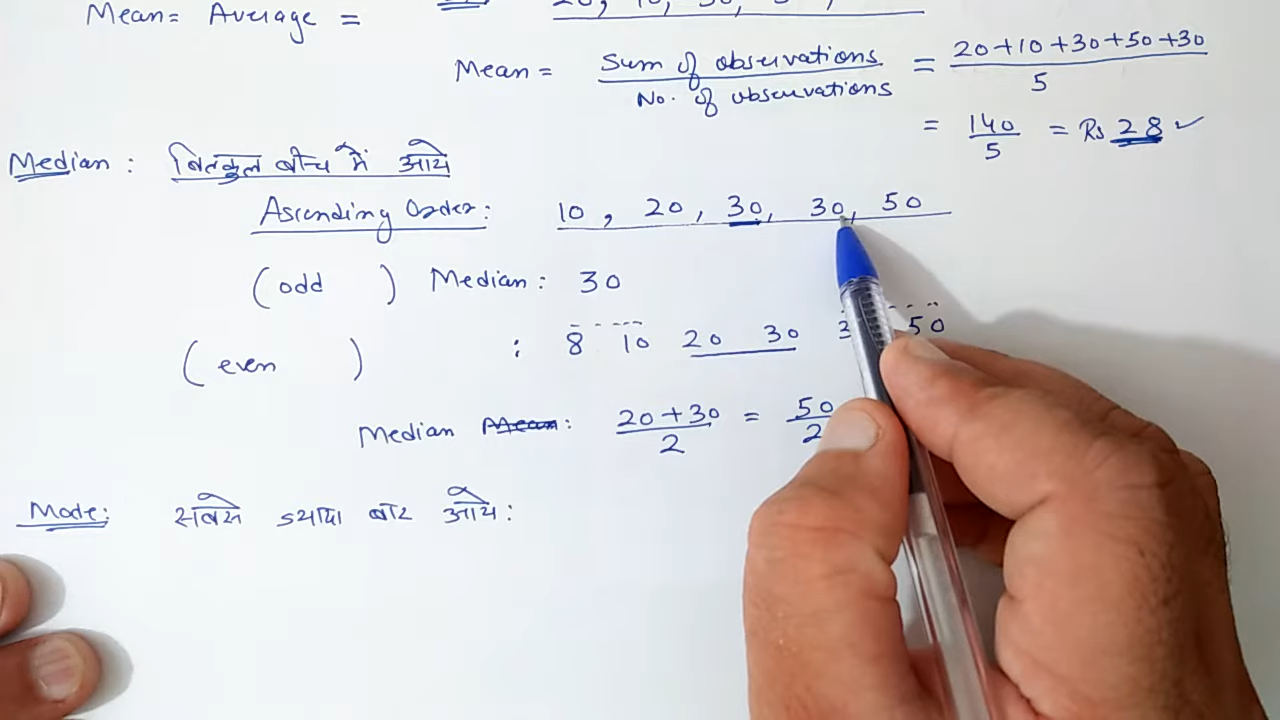 Mean = Average =
Mean = Sum of observations / No. of observations = 20+10+30+50+30 / 5
= 140/5 = Rs 28 ✓
Median : बिलकुल बीच में आये
Ascending Order: 10, 20, 30, 30, 50
(odd ) Median: 30
(even ) : 8 10 20 30 50
Median Mean: 20+30 / 2 = 50/2
Mode: सबसे ज्यादा बार आये: